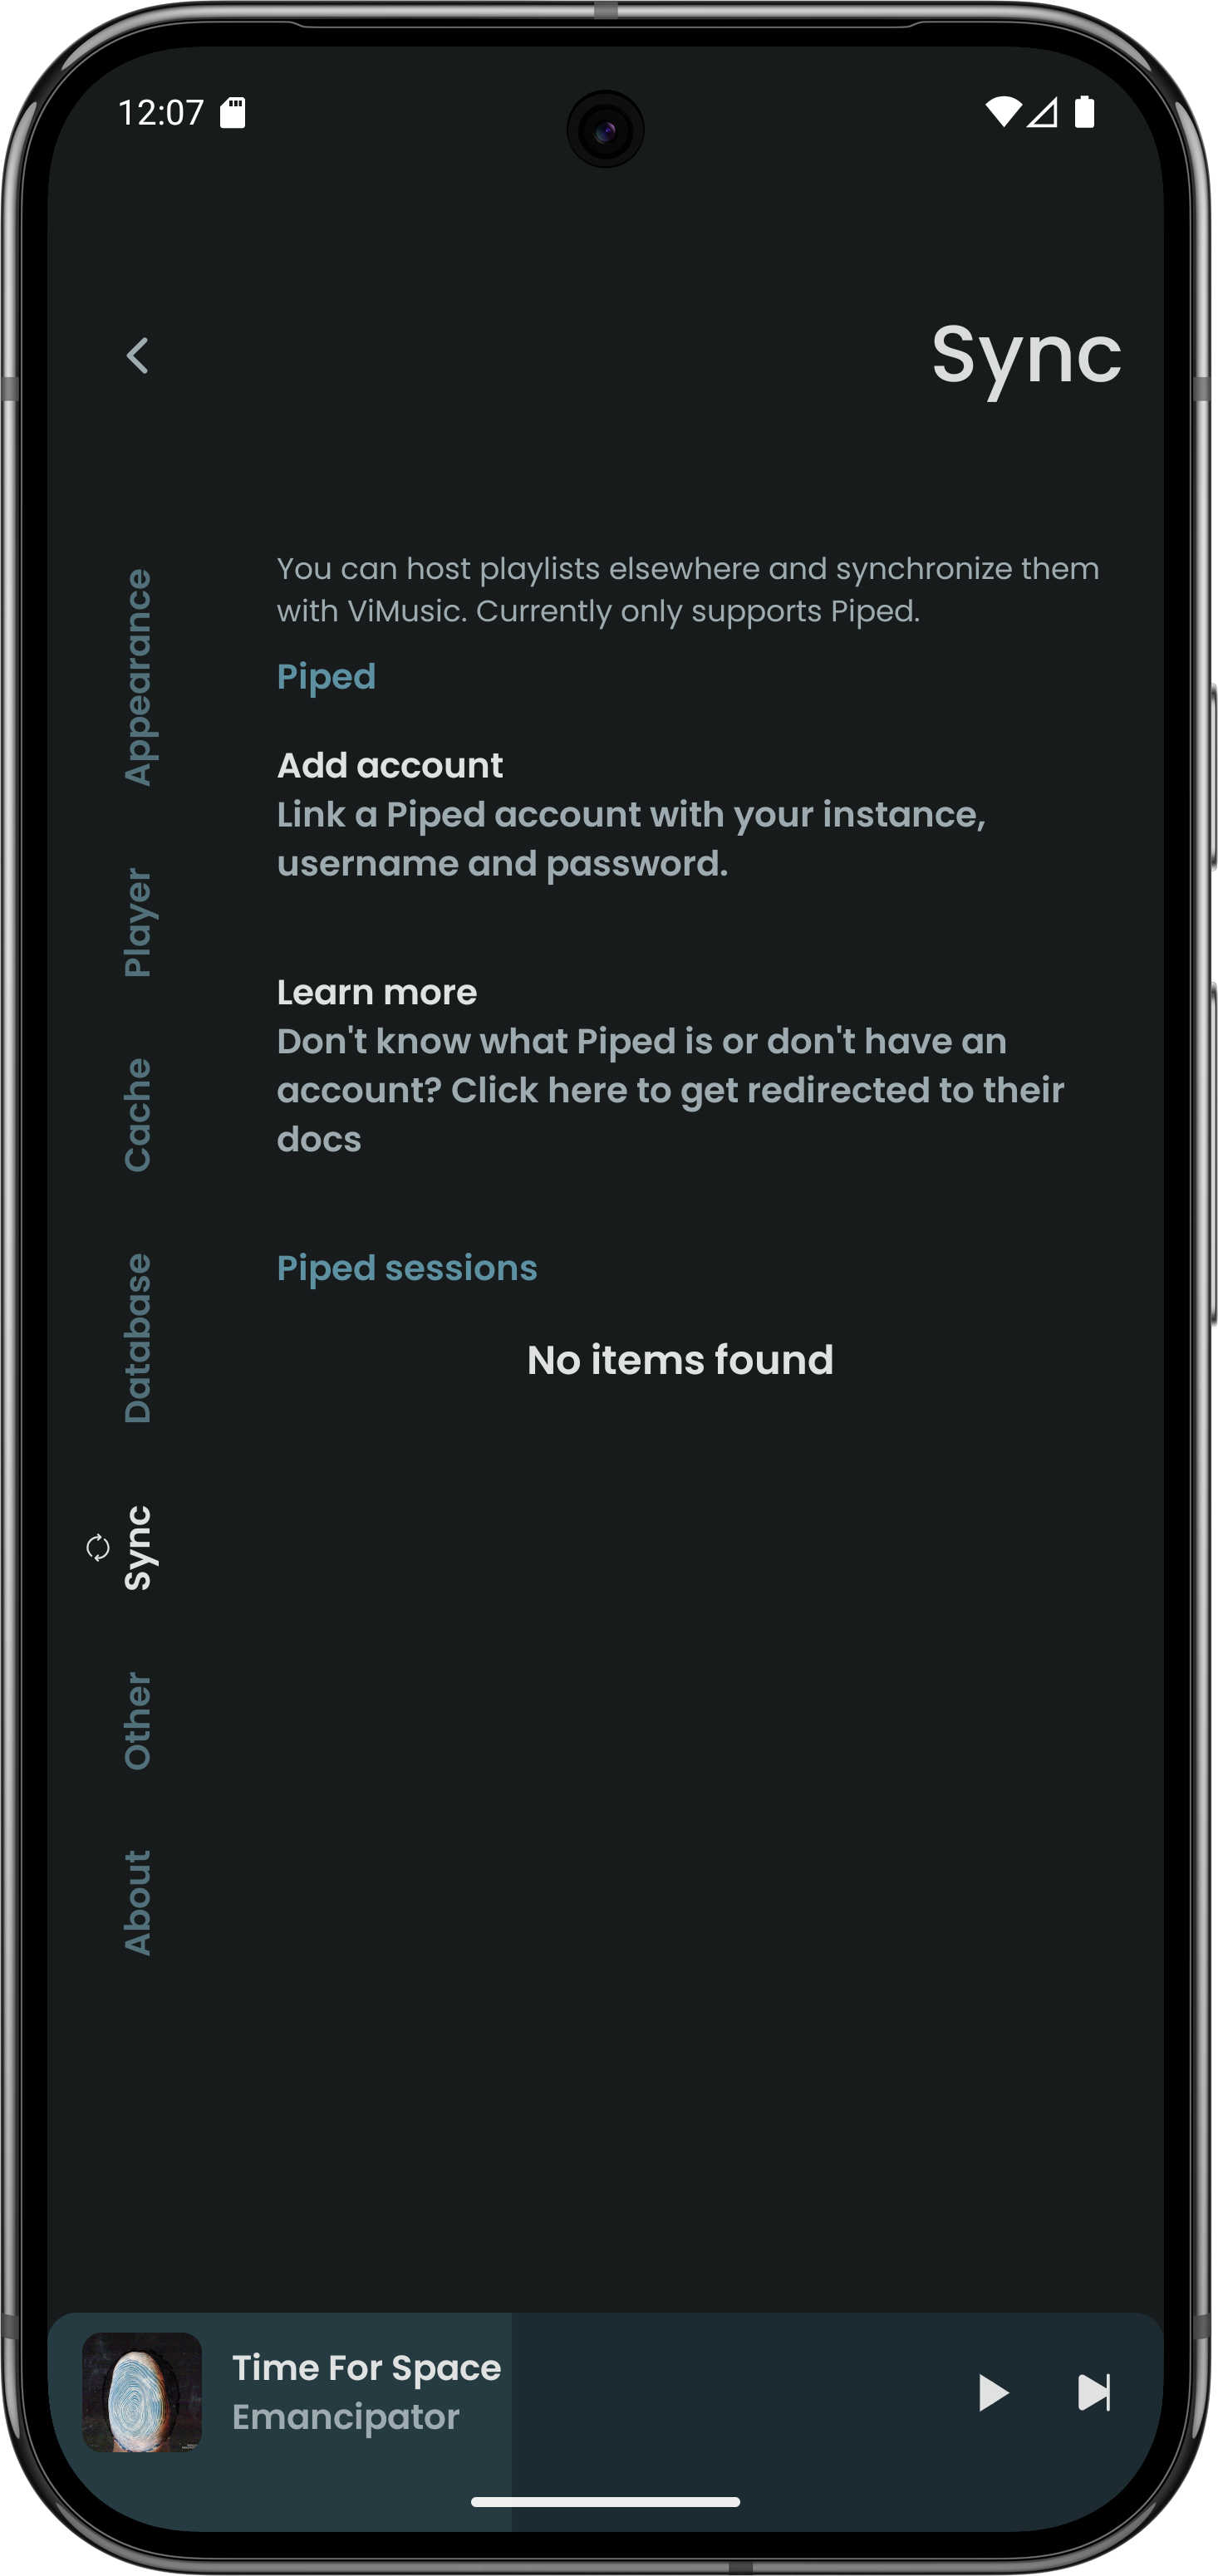 12:07
Sync
You can host playlists elsewhere and synchronize them
with ViMusic. Currently only supports Piped.
Piped
Add account
Link a Piped account with your instance,
username and password.
Learn more
Don't know what Piped is or don't have an
account? Click here to get redirected to their
docs
Piped sessions
No items found
Appearance
Player
Cache
Database
Sync
Other
About
Time For Space
Emancipator